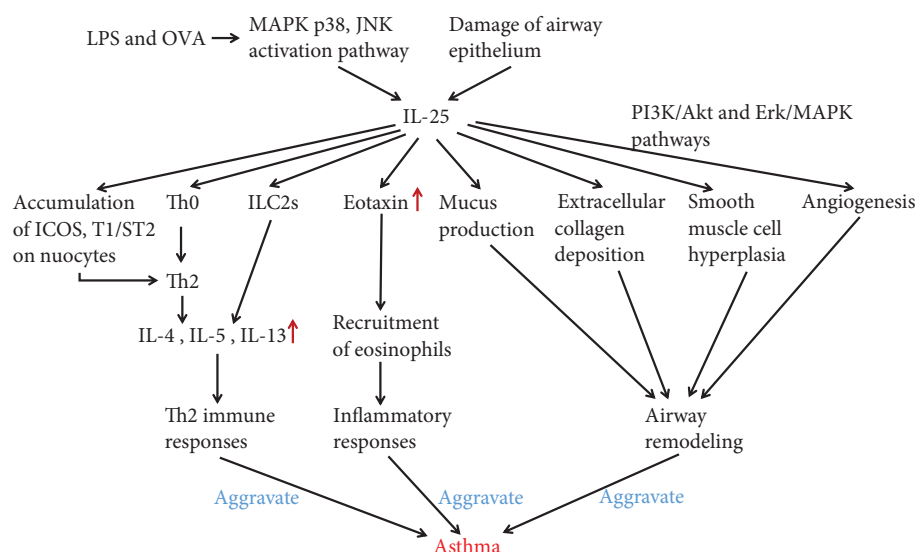 LPS and OVA
MAPK p38, JNK
activation pathway
Damage of airway
epithelium
IL-25
PI3K/Akt and Erk/MAPK
pathways
Accumulation
of ICOS, T1/ST2
on nuocytes
Th0
ILC2s
Eotaxin
Mucus
production
Extracellular
collagen
deposition
Smooth
muscle cell
hyperplasia
Angiogenesis
Th2
IL-4 , IL-5 , IL-13
Recruitment
of eosinophils
Th2 immune
responses
Inflammatory
responses
Airway
remodeling
Aggravate
Aggravate
Aggravate
Asthma